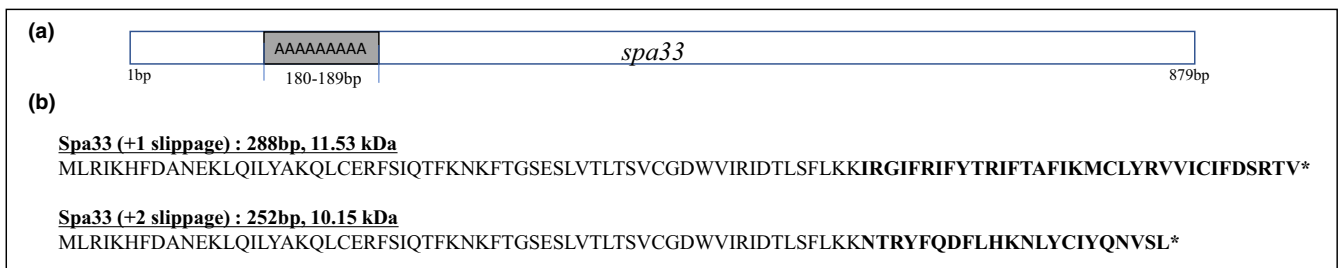 (a)
AAAAAAAAA
spa33
1bp
180-189bp
879bp
(b)
Spa33 (+1 slippage) : 288bp, 11.53 kDa
MLRIKHFDANEKLQILYAKQLCERFSIQTFKNKFTGSESLVTLTSVCGDWVIRIDTLSFLKKIRGIFRIFYTRIFTAFIKMCLYRVVICIFDSRTV*
Spa33 (+2 slippage) : 252bp, 10.15 kDa
MLRIKHFDANEKLQILYAKQLCERFSIQTFKNKFTGSESLVTLTSVCGDWVIRIDTLSFLKKNTRYFQDFLHKNLYCIYQNVSL*